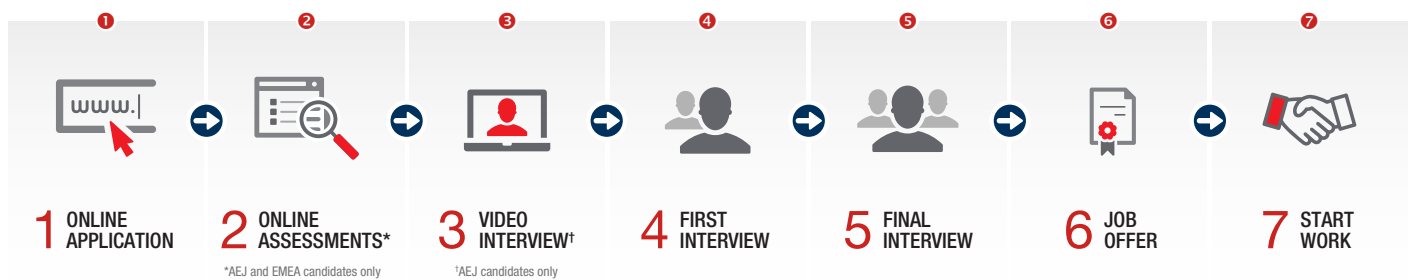 ❶ ❷ ❸ ❹ ❺ ❻ ❼
www.|
1 ONLINE
APPLICATION
2 ONLINE
ASSESSMENTS*
*AEJ and EMEA candidates only
3 VIDEO
INTERVIEW†
†AEJ candidates only
4 FIRST
INTERVIEW
5 FINAL
INTERVIEW
6 JOB
OFFER
7 START
WORK